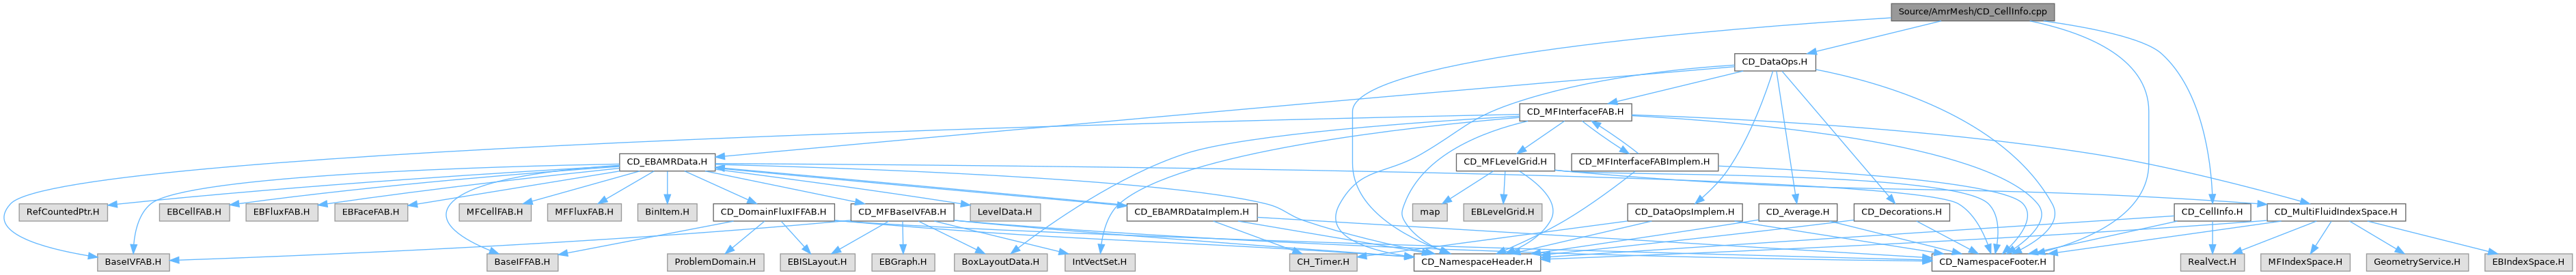 Source/AmrMesh/CD_CellInfo.cpp
CD_DataOps.H
CD_MFInterfaceFAB.H
CD_EBAMRData.H
CD_MFLevelGrid.H
CD_MFInterfaceFABImplem.H
RefCountedPtr.H
EBCellFAB.H
EBFluxFAB.H
EBFaceFAB.H
MFCellFAB.H
MFFluxFAB.H
BinItem.H
CD_DomainFluxIFFAB.H
CD_MFBaseIVFAB.H
LevelData.H
CD_EBAMRDataImplem.H
map
EBLevelGrid.H
CD_DataOpsImplem.H
CD_Average.H
CD_Decorations.H
CD_CellInfo.H
CD_MultiFluidIndexSpace.H
BaseIVFAB.H
BaseIFFAB.H
ProblemDomain.H
EBISLayout.H
EBGraph.H
BoxLayoutData.H
IntVectSet.H
CH_Timer.H
CD_NamespaceHeader.H
CD_NamespaceFooter.H
RealVect.H
MFIndexSpace.H
GeometryService.H
EBIndexSpace.H